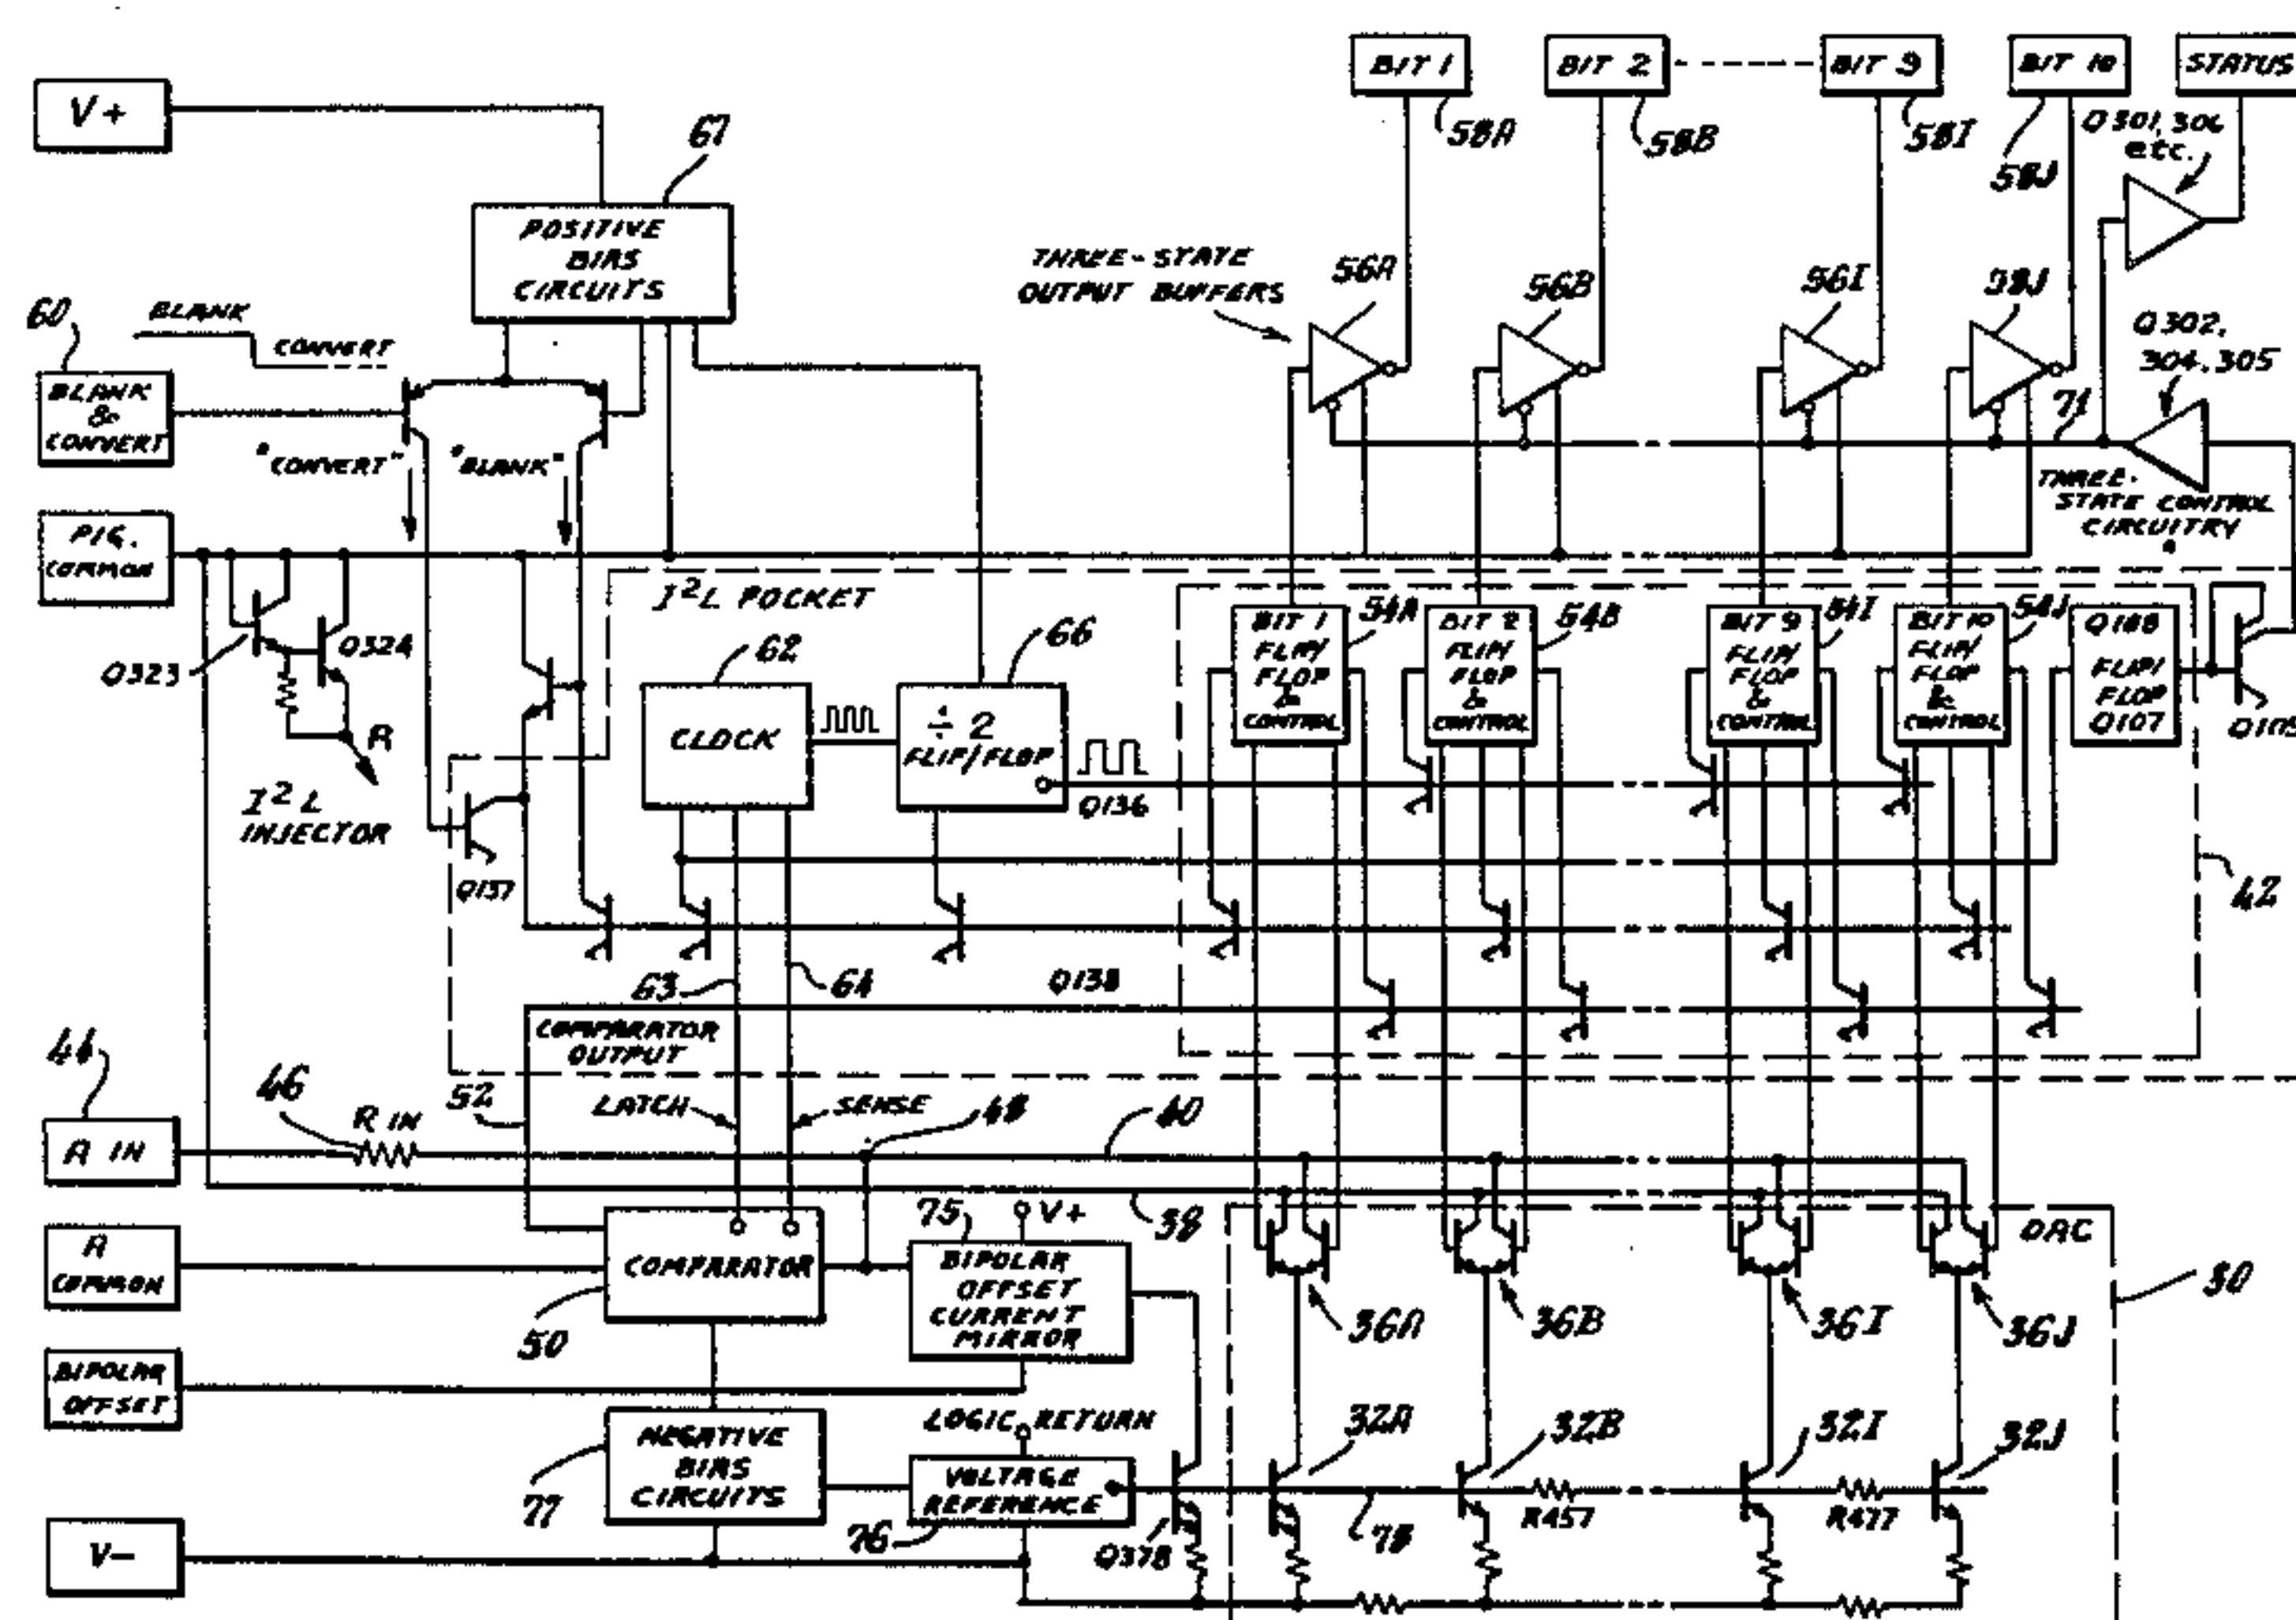 BIT 1
BIT 2
BIT 9
BIT 10
STATUS
V+
67
58A
58B
58I
58J
Q301, 306
etc.
POSITIVE
BIAS
CIRCUITS
THREE-STATE
OUTPUT BUFFERS
56A
56B
56I
58J
Q302,
304, 305
60
BLANK
CONVERT
71
BLANK
&
CONVERT
"CONVERT"
"BLANK"
THREE-
STATE CONTROL
CIRCUITRY
DIG.
COMMON
I²L POCKET
Q323
Q324
R
I²L
INJECTOR
62
CLOCK
66
÷ 2
FLIP/FLOP
Q136
BIT 1
FLIP/
FLOP
&
CONTROL
54A
BIT 2
FLIP/
FLOP
&
CONTROL
54B
BIT 9
FLIP/
FLOP
&
CONTROL
54I
BIT 10
FLIP/
FLOP
&
CONTROL
54J
Q108
FLIP/
FLOP
Q107
Q105
Q137
42
63
64
Q138
COMPARATOR
OUTPUT
44
46
R IN
52
LATCH
SENSE
48
40
A IN
38
75
V+
DAC
30
A
COMMON
COMPARATOR
50
BIPOLAR
OFFSET
CURRENT
MIRROR
36A
36B
36I
36J
BIPOLAR
OFFSET
LOGIC RETURN
NEGATIVE
BIAS
CIRCUITS
77
VOLTAGE
REFERENCE
76
32A
32B
32I
32J
R457
R477
78
Q378
V-